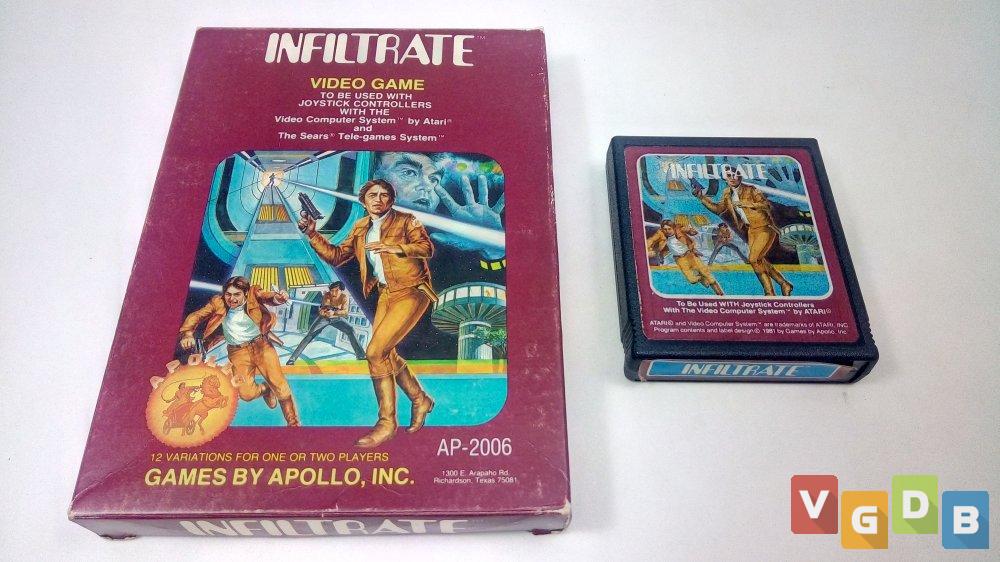 INFILTRATE™
VIDEO GAME
TO BE USED WITH
JOYSTICK CONTROLLERS
WITH THE
Video Computer System™ by Atari®
and
The Sears® Tele-games System™
12 VARIATIONS FOR ONE OR TWO PLAYERS
GAMES BY APOLLO, INC.
AP-2006
1300 E. Arapaho Rd.
Richardson, Texas 75081
INFILTRATE
INFILTRATE
To Be Used WITH Joystick Controllers
With The Video Computer System™ by ATARI®
ATARI® and Video Computer System™ are trademarks of ATARI, INC.
Program contents and label design© 1981 by Games by Apollo, Inc.
INFILTRATE
VGDB